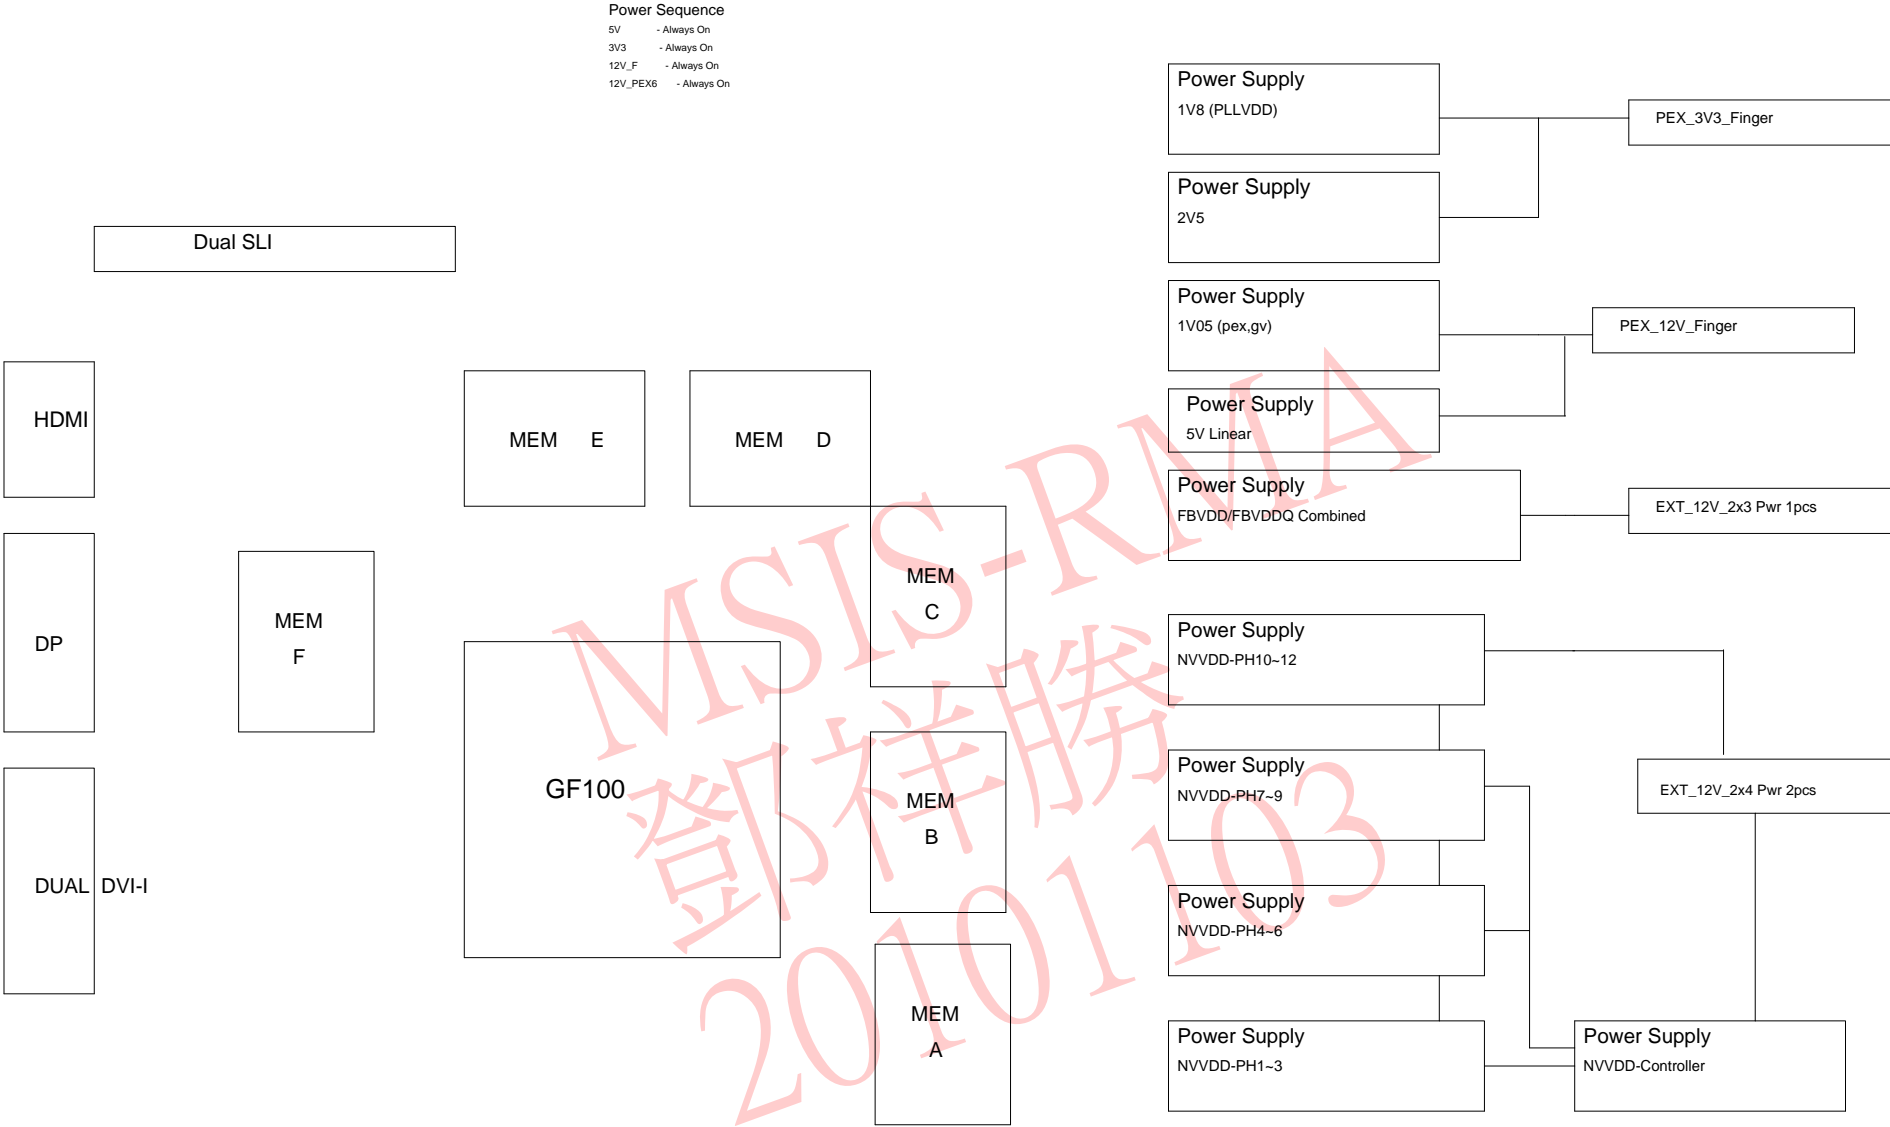 Power Sequence
5V - Always On
3V3 - Always On
12V_F - Always On
12V_PEX6 - Always On
Dual SLI
HDMI
DP
DUAL DVI-I
MEM E
MEM D
MEM
F
MEM
C
GF100
MEM
B
MEM
A
Power Supply
1V8 (PLLVDD)
PEX_3V3_Finger
Power Supply
2V5
Power Supply
1V05 (pex,gv)
PEX_12V_Finger
Power Supply
5V Linear
Power Supply
FBVDD/FBVDDQ Combined
EXT_12V_2x3 Pwr 1pcs
Power Supply
NVVDD-PH10~12
Power Supply
NVVDD-PH7~9
EXT_12V_2x4 Pwr 2pcs
Power Supply
NVVDD-PH4~6
Power Supply
NVVDD-PH1~3
Power Supply
NVVDD-Controller
MSIS-RMA
鄧祥勝
20101103